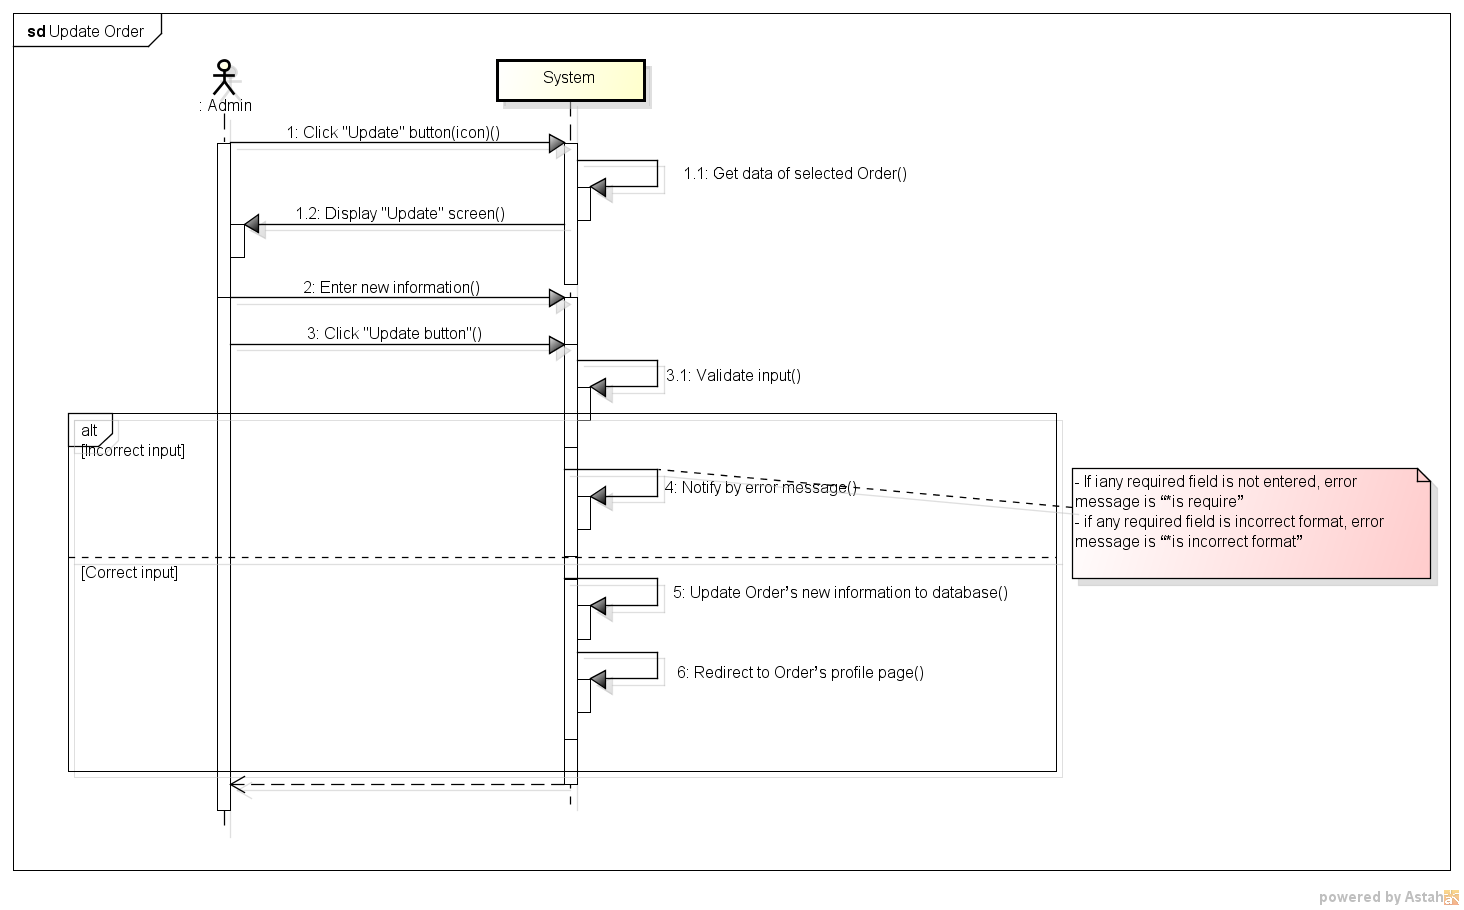 sd Update Order
: Admin
System
1: Click "Update" button(icon)()
1.1: Get data of selected Order()
1.2: Display "Update" screen()
2: Enter new information()
3: Click "Update button"()
3.1: Validate input()
alt
[Incorrect input]
4: Notify by error message()
- If iany required field is not entered, error
message is “*is require”
- if any required field is incorrect format, error
message is “*is incorrect format”
[Correct input]
5: Update Order’s new information to database()
6: Redirect to Order’s profile page()
powered by Astah